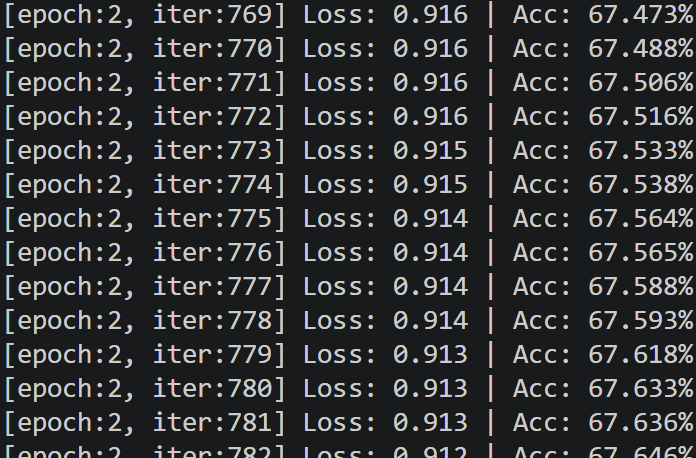 [epoch:2, iter:769] Loss: 0.916 | Acc: 67.473%
[epoch:2, iter:770] Loss: 0.916 | Acc: 67.488%
[epoch:2, iter:771] Loss: 0.916 | Acc: 67.506%
[epoch:2, iter:772] Loss: 0.916 | Acc: 67.516%
[epoch:2, iter:773] Loss: 0.915 | Acc: 67.533%
[epoch:2, iter:774] Loss: 0.915 | Acc: 67.538%
[epoch:2, iter:775] Loss: 0.914 | Acc: 67.564%
[epoch:2, iter:776] Loss: 0.914 | Acc: 67.565%
[epoch:2, iter:777] Loss: 0.914 | Acc: 67.588%
[epoch:2, iter:778] Loss: 0.914 | Acc: 67.593%
[epoch:2, iter:779] Loss: 0.913 | Acc: 67.618%
[epoch:2, iter:780] Loss: 0.913 | Acc: 67.633%
[epoch:2, iter:781] Loss: 0.913 | Acc: 67.636%
[epoch:2, iter:782] Loss: 0.912 | Acc: 67.646%